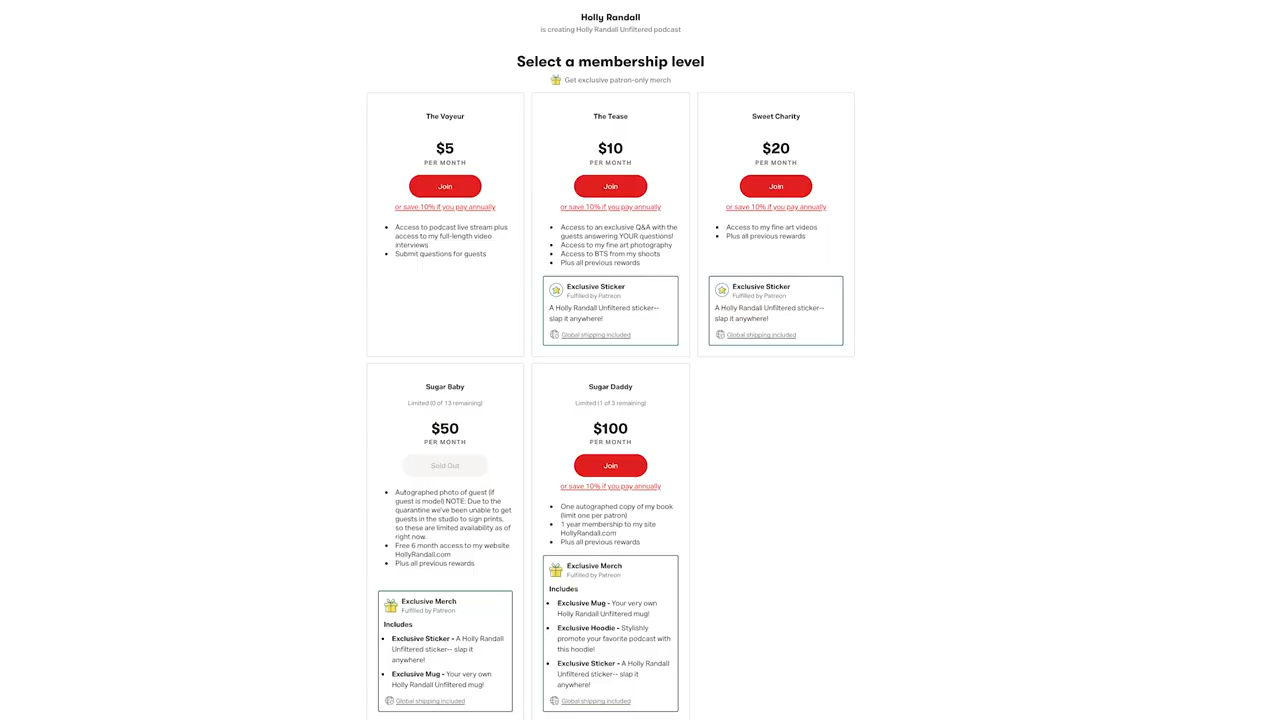 Holly Randall
is creating Holly Randall Unfiltered podcast
Select a membership level
Get exclusive patron-only merch
The Voyeur
$5
PER MONTH
Join
or save 10% if you pay annually
Access to podcast live stream plus
access to my full-length video
interviews
Submit questions for guests
The Tease
$10
PER MONTH
Join
or save 10% if you pay annually
Access to an exclusive Q&A with the
guests answering YOUR questions!
Access to my fine art photography
Access to BTS from my shoots
Plus all previous rewards
Exclusive Sticker
Fulfilled by Patreon
A Holly Randall Unfiltered sticker--
slap it anywhere!
Global shipping included
Sweet Charity
$20
PER MONTH
Join
or save 10% if you pay annually
Access to my fine art videos
Plus all previous rewards
Exclusive Sticker
Fulfilled by Patreon
A Holly Randall Unfiltered sticker--
slap it anywhere!
Global shipping included
Sugar Baby
Limited (0 of 13 remaining)
$50
PER MONTH
Sold Out
Autographed photo of guest (if
guest is model) NOTE: Due to the
quarantine we've been unable to get
guests in the studio to sign prints,
so these are limited availability as of
right now.
Free 6 month access to my website
HollyRandall.com
Plus all previous rewards
Exclusive Merch
Fulfilled by Patreon
Includes
Exclusive Sticker - A Holly Randall
Unfiltered sticker-- slap it
anywhere!
Exclusive Mug - Your very own
Holly Randall Unfiltered mug!
Global shipping included
Sugar Daddy
Limited (1 of 3 remaining)
$100
PER MONTH
Join
or save 10% if you pay annually
One autographed copy of my book
(limit one per patron)
1 year membership to my site
HollyRandall.com
Plus all previous rewards
Exclusive Merch
Fulfilled by Patreon
Includes
Exclusive Mug - Your very own
Holly Randall Unfiltered mug!
Exclusive Hoodie - Stylishly
promote your favorite podcast with
this hoodie!
Exclusive Sticker - A Holly Randall
Unfiltered sticker-- slap it
anywhere!
Global shipping included